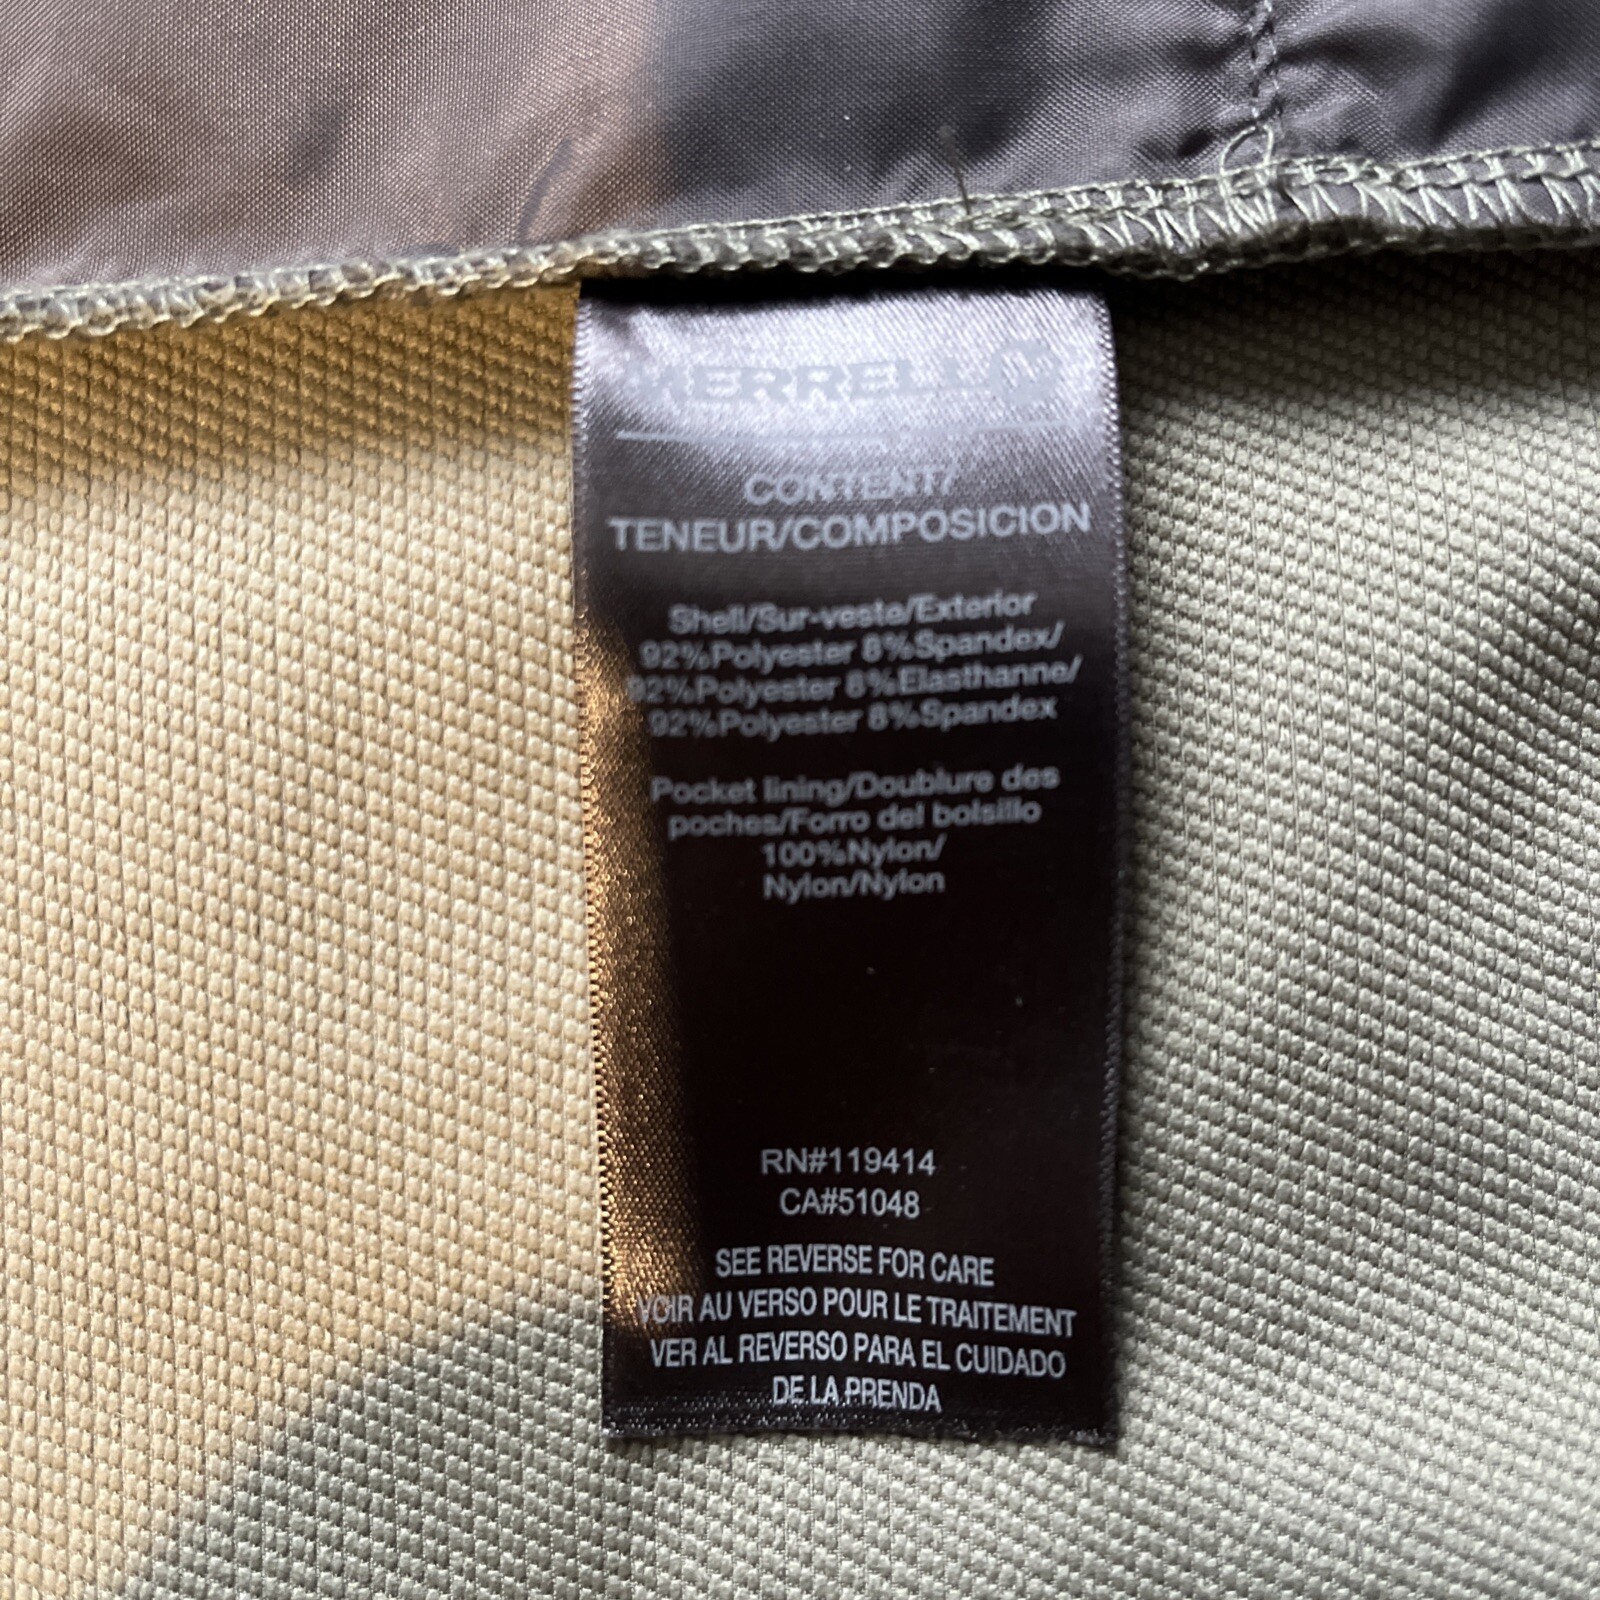 MERRELL
CONTENT/
TENEUR/COMPOSICION
Shell/Sur-veste/Exterior
92%Polyester 8%Spandex/
92%Polyester 8%Elasthanne/
92%Polyester 8%Spandex
Pocket lining/Doublure des
poches/Forro del bolsillo
100%Nylon/
Nylon/Nylon
RN#119414
CA#51048
SEE REVERSE FOR CARE
VOIR AU VERSO POUR LE TRAITEMENT
VER AL REVERSO PARA EL CUIDADO
DE LA PRENDA